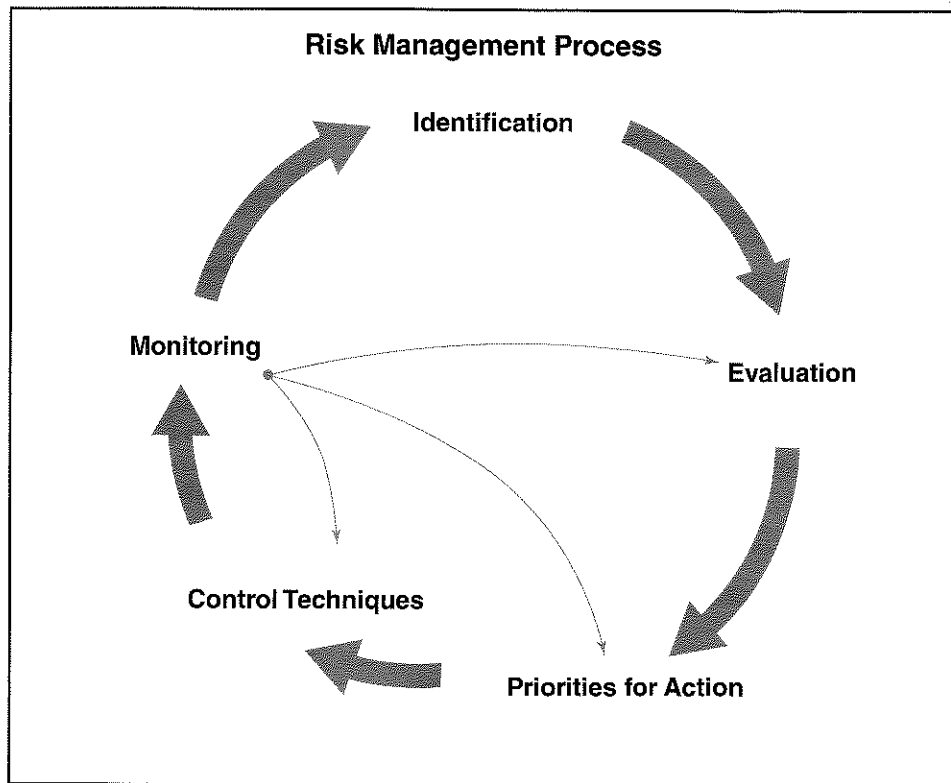 Risk Management Process
Identification
Monitoring
Evaluation
Control Techniques
Priorities for Action